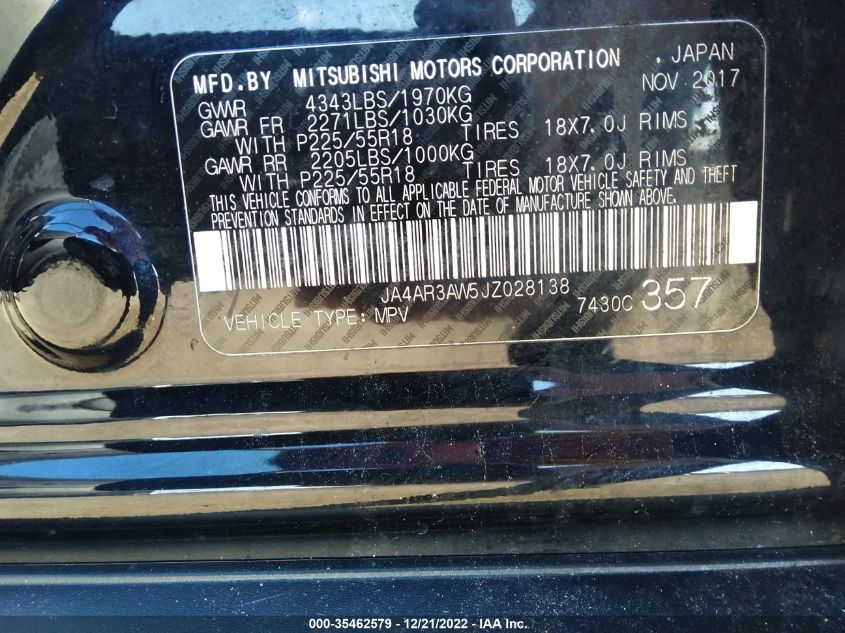 MFD.BY MITSUBISHI MOTORS CORPORATION . JAPAN
NOV 2017
GVWR 4343LBS/1970KG
GAWR FR 2271LBS/1030KG
WITH P225/55R18 TIRES 18X7.0J RIMS
GAWR RR 2205LBS/1000KG
WITH P225/55R18 TIRES 18X7.0J RIMS
THIS VEHICLE CONFORMS TO ALL APPLICABLE FEDERAL MOTOR VEHICLE SAFETY AND THEFT
PREVENTION STANDARDS IN EFFECT ON THE DATE OF MANUFACTURE SHOWN ABOVE.
JA4AR3AW5JZ028138
VEHICLE TYPE: MPV 7430C 357
000-35462579 — 12/21/2022 — IAA Inc.